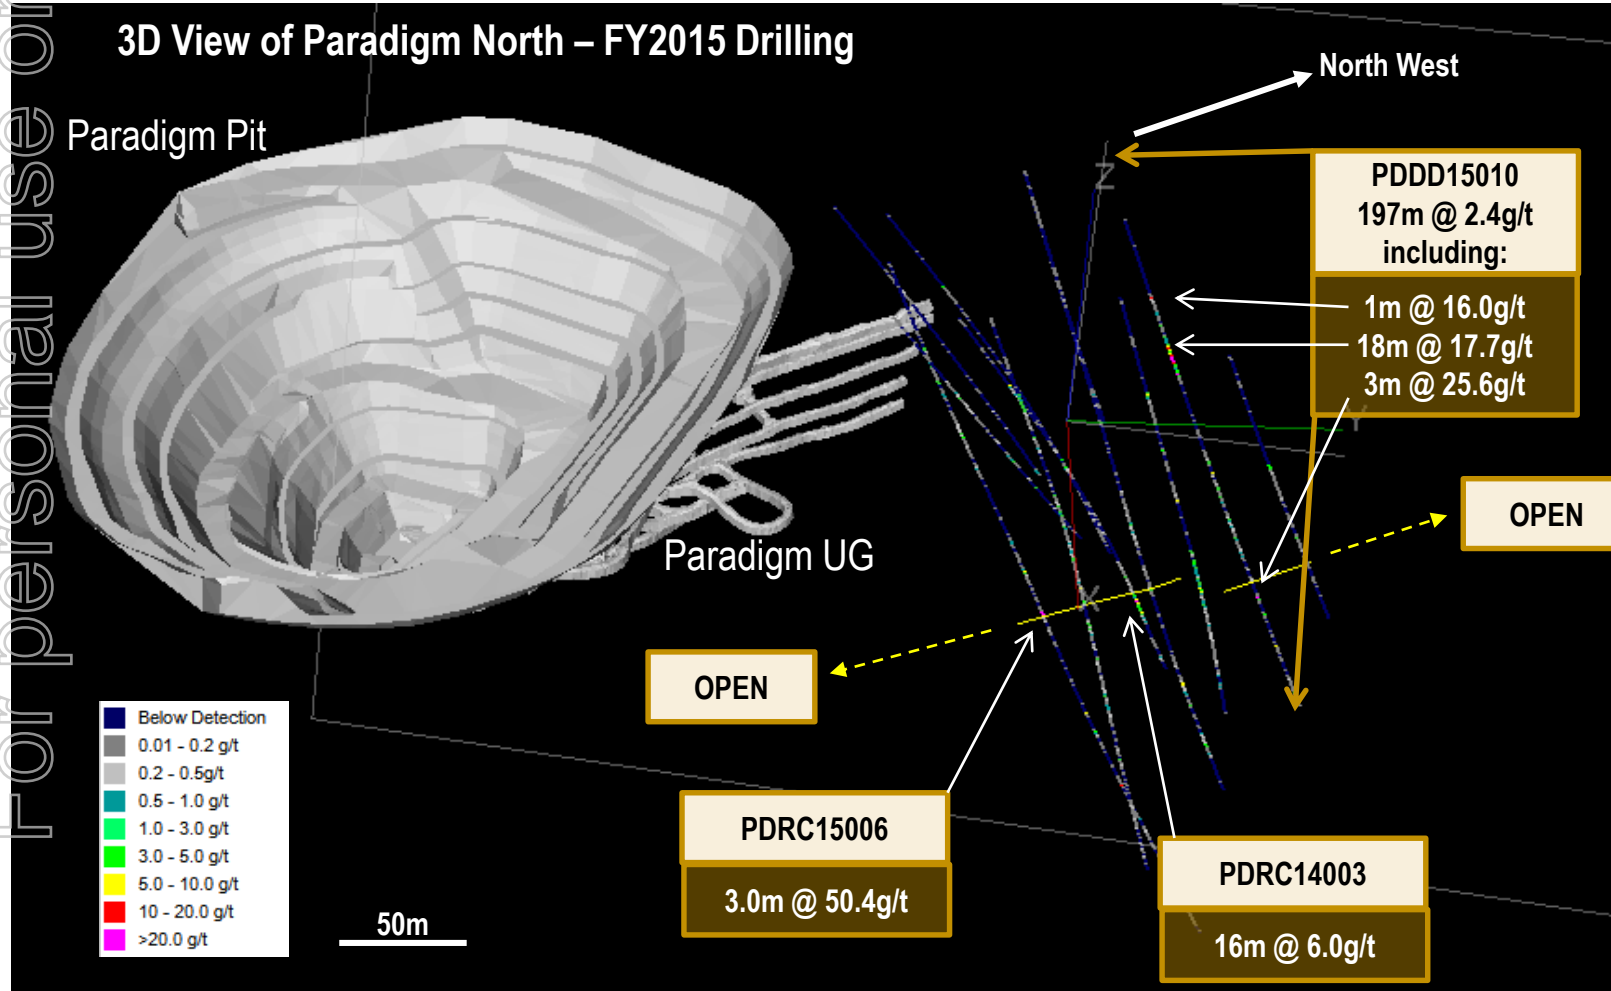 3D View of Paradigm North – FY2015 Drilling
North West
Paradigm Pit
Z
PDDD15010
197m @ 2.4g/t
including:
1m @ 16.0g/t
18m @ 17.7g/t
3m @ 25.6g/t
Y
OPEN
Paradigm UG
X
OPEN
Below Detection
0.01 - 0.2 g/t
0.2 - 0.5g/t
0.5 - 1.0 g/t
1.0 - 3.0 g/t
3.0 - 5.0 g/t
5.0 - 10.0 g/t
10 - 20.0 g/t
>20.0 g/t
50m
PDRC15006
3.0m @ 50.4g/t
PDRC14003
16m @ 6.0g/t
For personal use